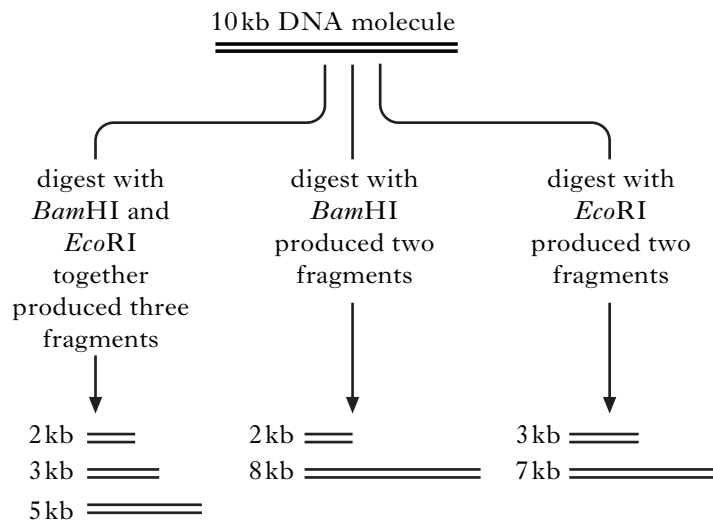 10 kb DNA molecule
digest with
BamHI and
EcoRI
together
produced three
fragments
digest with
BamHI
produced two
fragments
digest with
EcoRI
produced two
fragments
2 kb
3 kb
5 kb
2 kb
8 kb
3 kb
7 kb